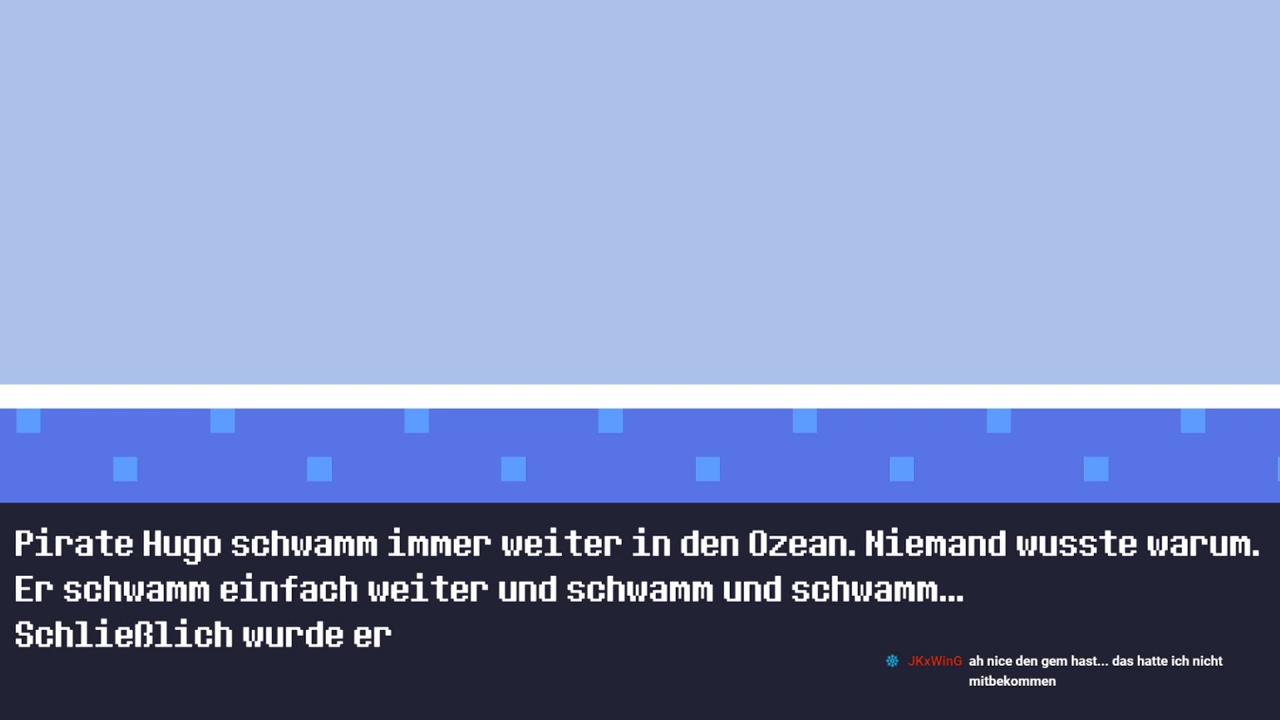 Pirate Hugo schwamm immer weiter in den Ozean. Niemand wusste warum.
Er schwamm einfach weiter und schwamm und schwamm...
Schließlich wurde er
JKxWinG ah nice den gem hast... das hatte ich nicht
mitbekommen